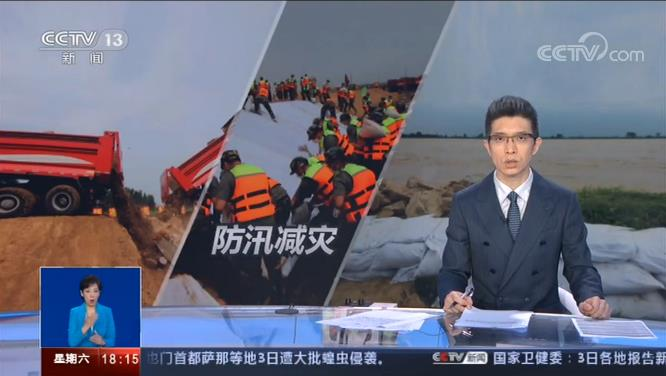 CCTV 13
新闻
CCTV.com
防汛减灾
星期六 18:15 也门首都萨那等地3日遭大批蝗虫侵袭。 CCTV新闻 国家卫健委：3日各地报告新